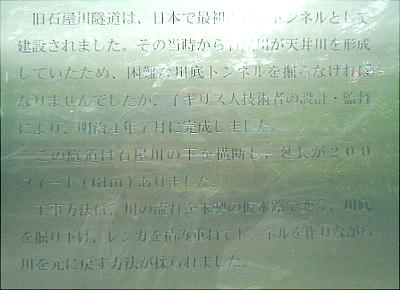 旧石屋川隧道は、日本で最初の鉄道トンネルとして
建設されました。その当時から石屋川が天井川を形成
していたため、困難な川底トンネルを掘らなければ
なりませんでしたが、イギリス人技術者の設計・監督
により、明治4年7月に完成しました。
この隧道は石屋川の下を横断し、延長が200
フィート(61m)ありました。
工事方法は、川の流れを木製の仮水路で変え、川底
を掘り下げ、レンガを積み重ねてトンネルを作りながら
川を元に戻す方法が採られました。